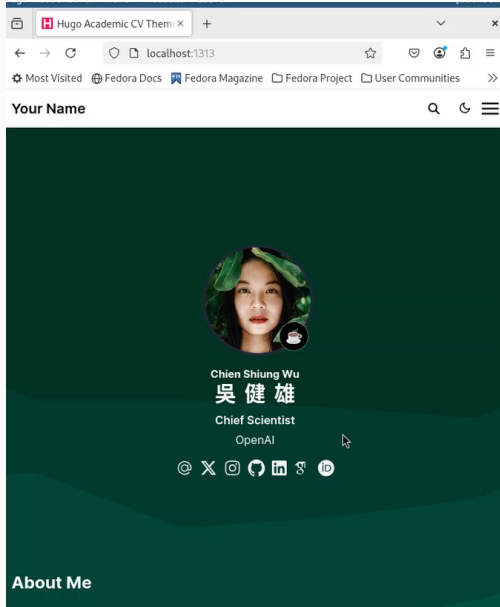 Hugo Academic CV Them
localhost:1313
Most Visited Fedora Docs Fedora Magazine Fedora Project User Communities
Your Name
Chien Shiung Wu
吳健雄
Chief Scientist
OpenAI
About Me